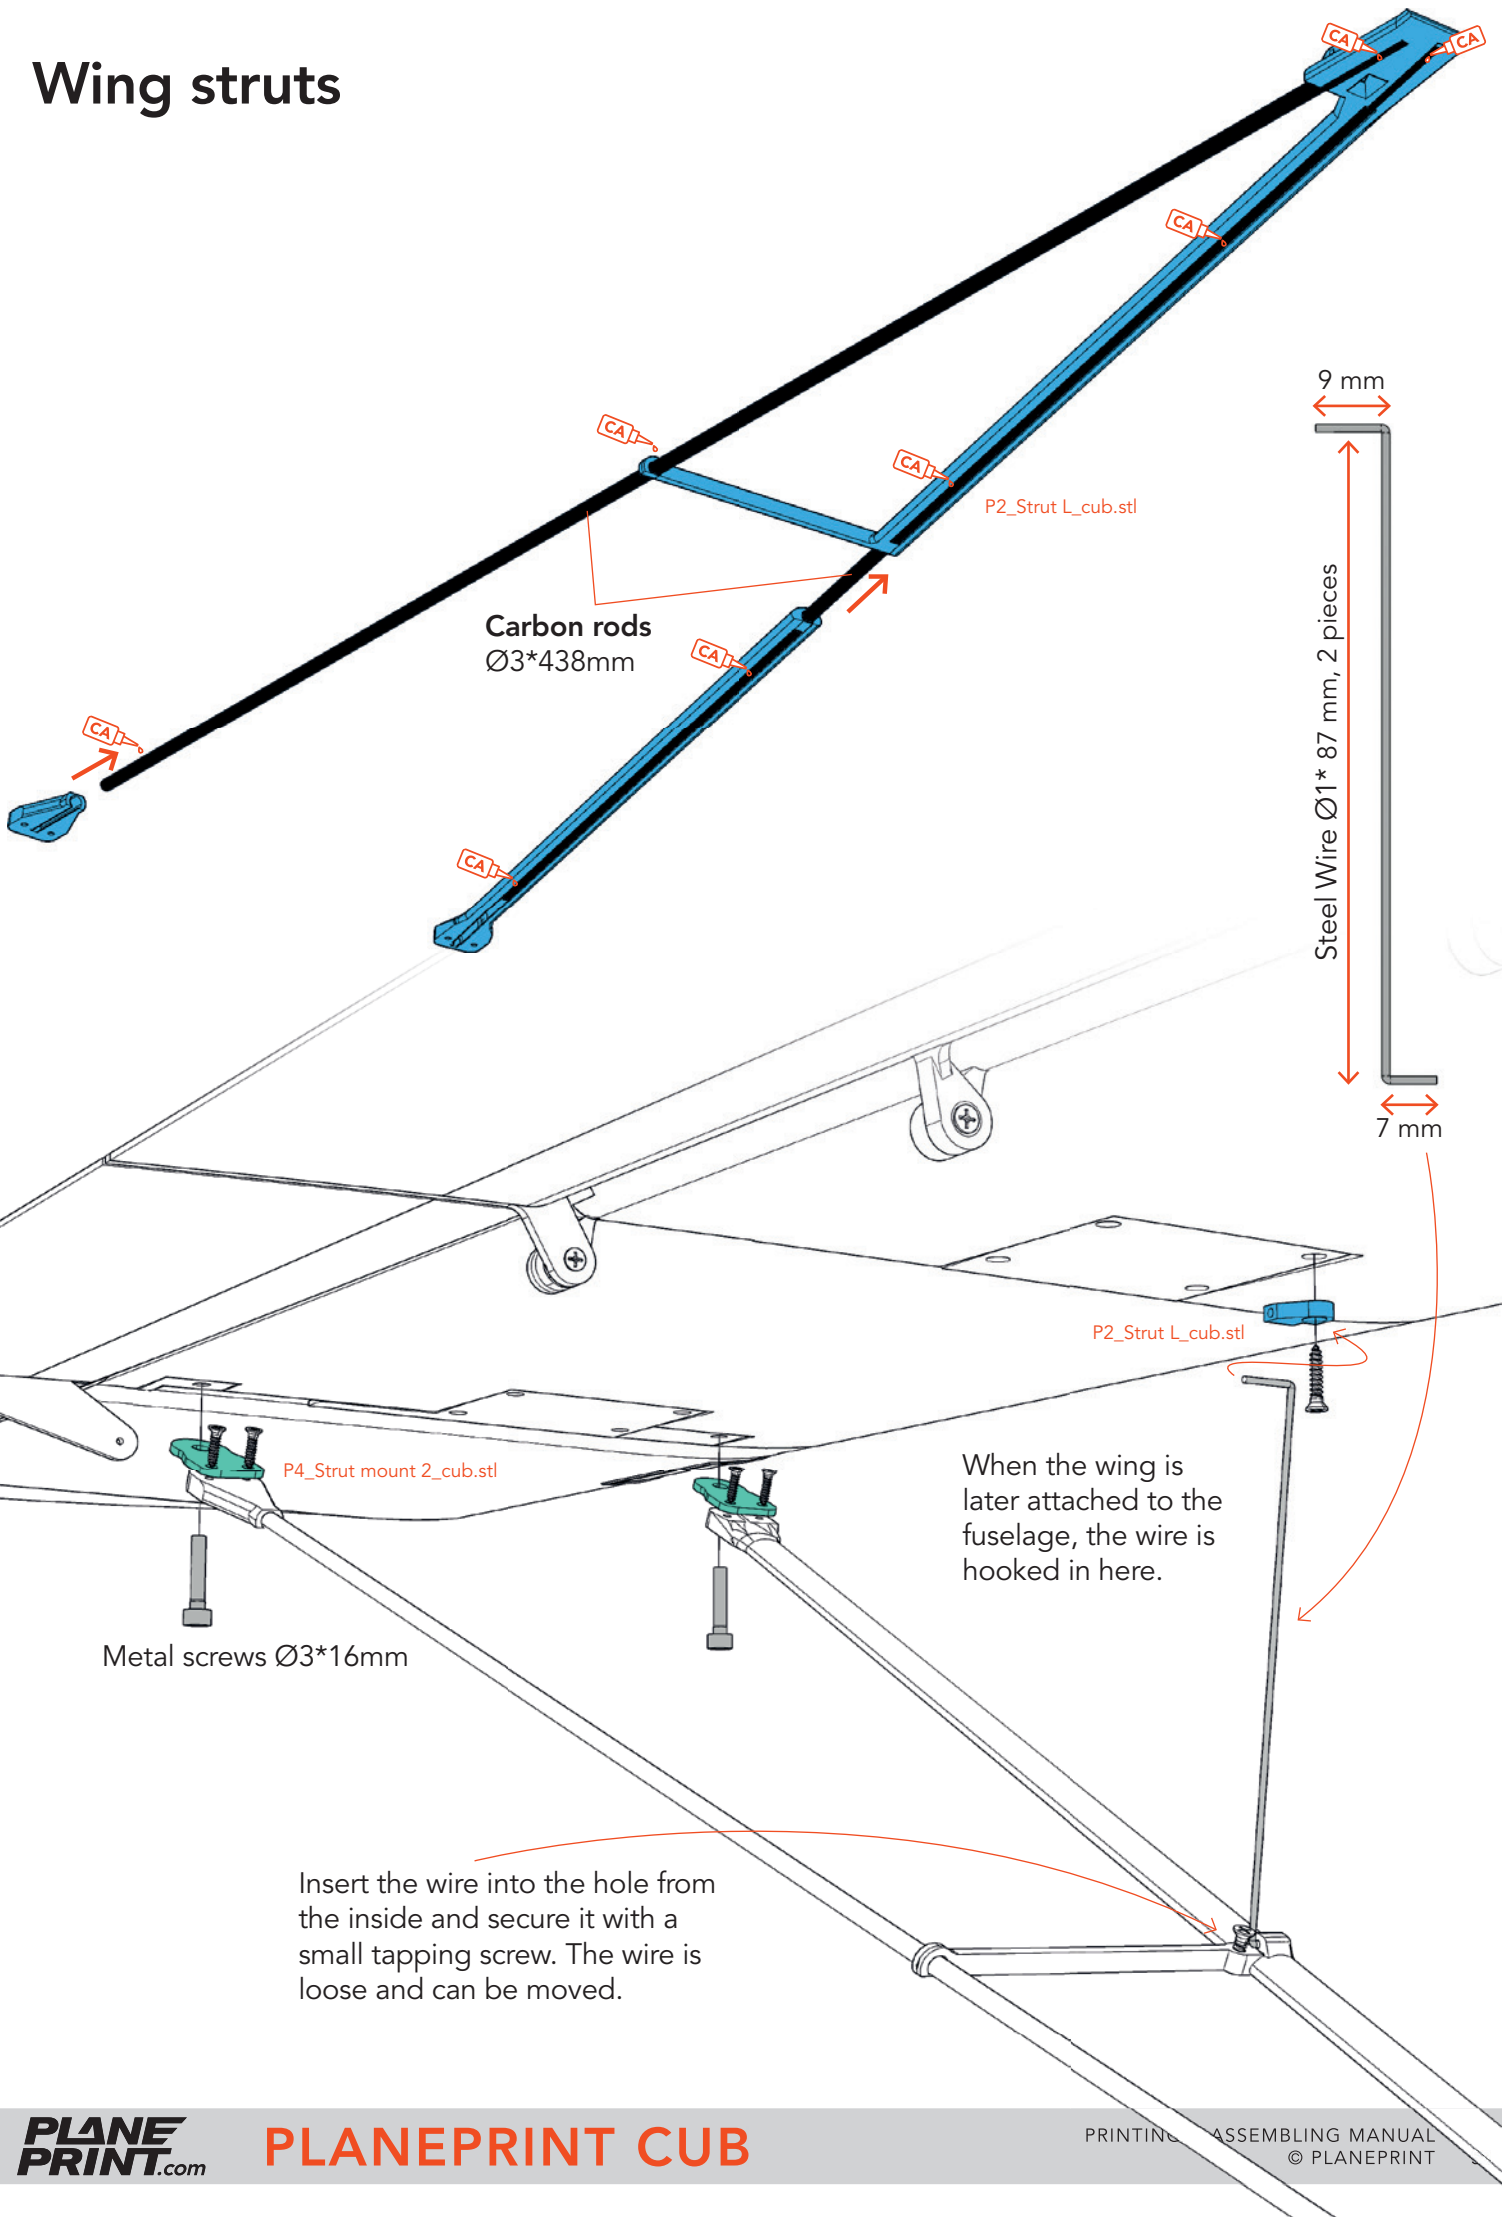 Wing struts
CA
CA
CA
9 mm
CA
CA
P2_Strut L_cub.stl
Steel Wire Ø1* 87 mm, 2 pieces
Carbon rods
Ø3*438mm
CA
CA
CA
7 mm
P2_Strut L_cub.stl
P4_Strut mount 2_cub.stl
When the wing is
later attached to the
fuselage, the wire is
hooked in here.
Metal screws Ø3*16mm
Insert the wire into the hole from
the inside and secure it with a
small tapping screw. The wire is
loose and can be moved.
PLANE
PRINT.com
PLANEPRINT CUB
ASSEMBLING MANUAL
© PLANEPRINT